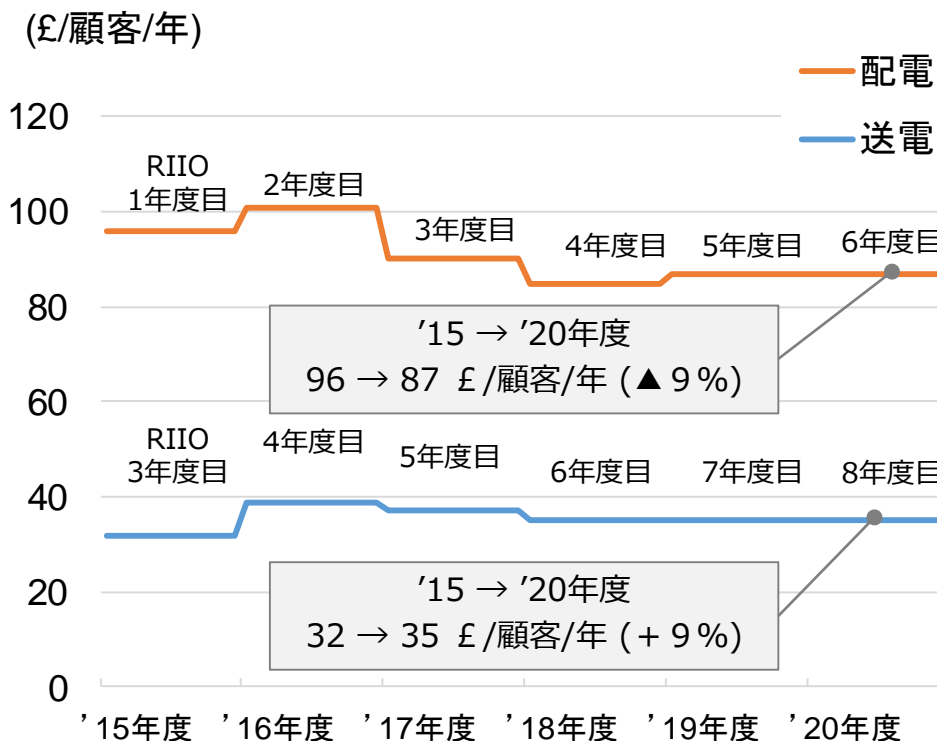 (£/顧客/年)
配電
送電
120
100
80
60
40
20
0
RIIO
1年度目
2年度目
3年度目
4年度目
5年度目
6年度目
’15 → ’20年度
96 → 87 £/顧客/年 (▲ 9%)
RIIO
3年度目
4年度目
5年度目
6年度目
7年度目
8年度目
’15 → ’20年度
32 → 35 £/顧客/年 (+ 9%)
’15年度 ’16年度 ’17年度 ’18年度 ’19年度 ’20年度